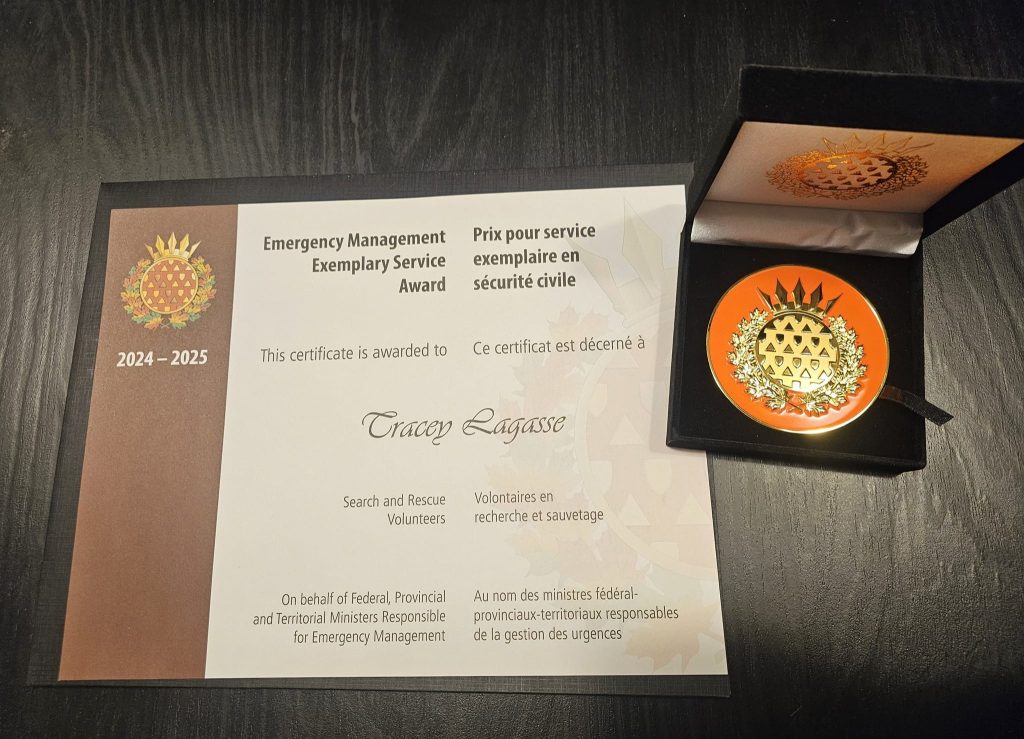 2024 – 2025
Emergency Management
Exemplary Service
Award
Prix pour service
exemplaire en
sécurité civile
This certificate is awarded to
Ce certificat est décerné à
Tracey Lagasse
Search and Rescue
Volunteers
Volontaires en
recherche et sauvetage
On behalf of Federal, Provincial
and Territorial Ministers Responsible
for Emergency Management
Au nom des ministres fédéral-
provinciaux-territoriaux responsables
de la gestion des urgences